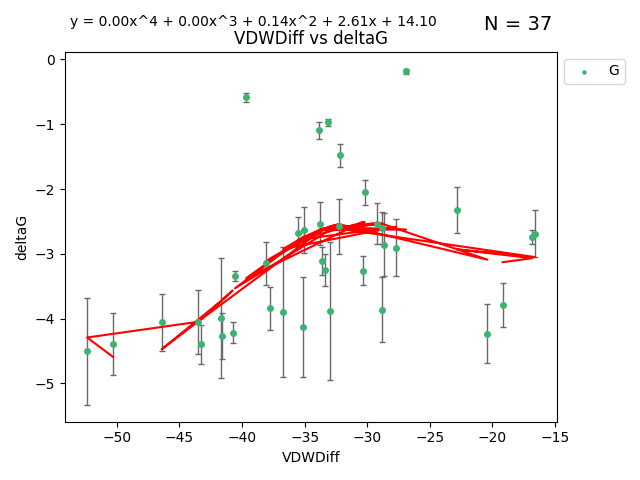 y = 0.00x^4 + 0.00x^3 + 0.14x^2 + 2.61x + 14.10
N = 37
VDWDiff vs deltaG
G
deltaG
0
−1
−2
−3
−4
−5
−50
−45
−40
−35
−30
−25
−20
−15
VDWDiff